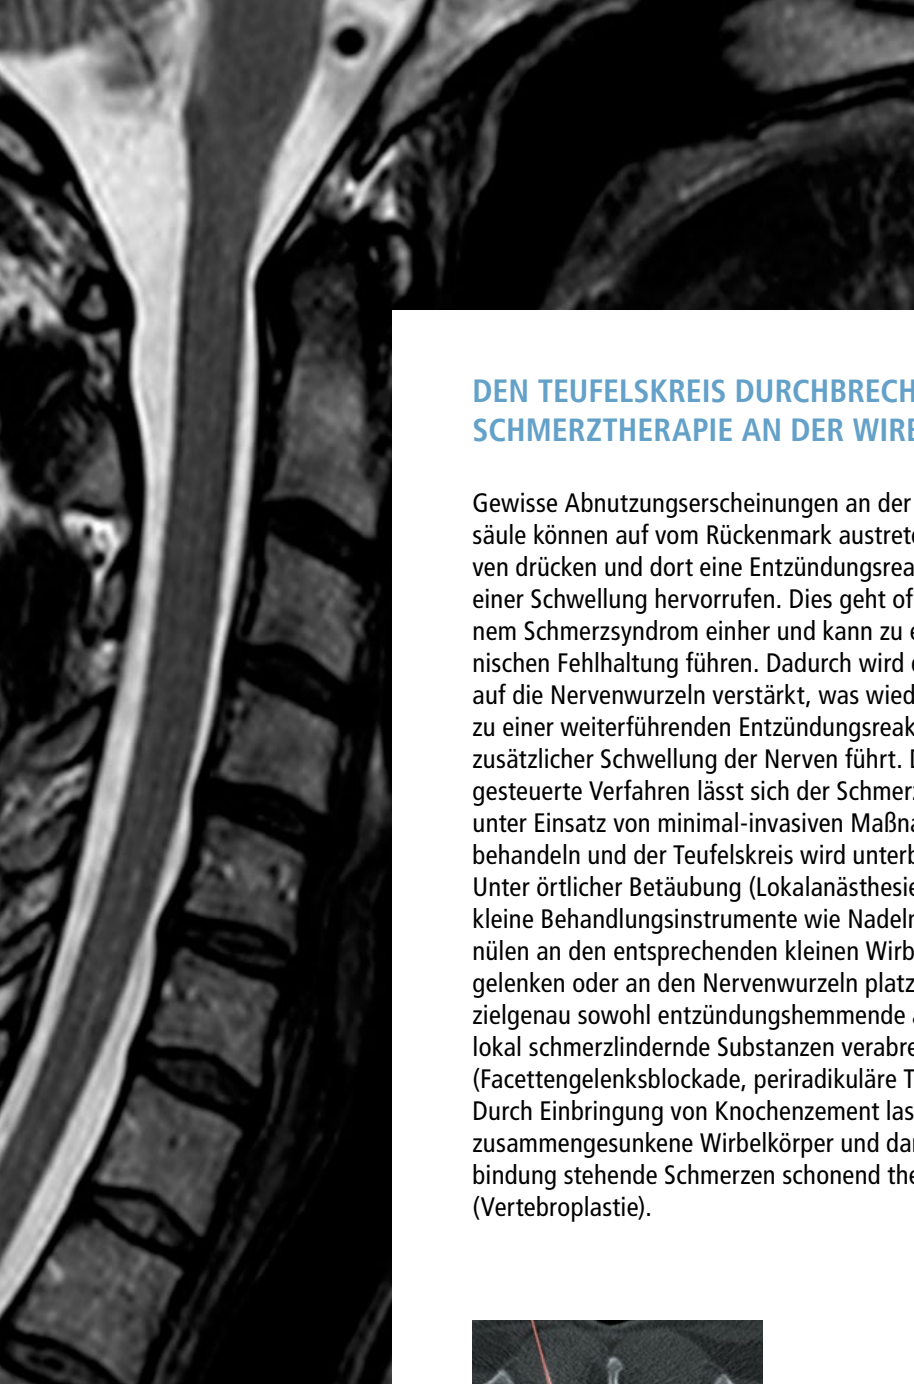 DEN TEUFELSKREIS DURCHBRECH
SCHMERZTHERAPIE AN DER WIRB
Gewisse Abnutzungserscheinungen an der
säule können auf vom Rückenmark austrete
ven drücken und dort eine Entzündungsrea
einer Schwellung hervorrufen. Dies geht of
nem Schmerzsyndrom einher und kann zu e
nischen Fehlhaltung führen. Dadurch wird
auf die Nervenwurzeln verstärkt, was wied
zu einer weiterführenden Entzündungsreak
zusätzlicher Schwellung der Nerven führt. D
gesteuerte Verfahren lässt sich der Schmerz
unter Einsatz von minimal-invasiven Maßna
behandeln und der Teufelskreis wird unterb
Unter örtlicher Betäubung (Lokalanästhesie
kleine Behandlungsinstrumente wie Nadeln
nülen an den entsprechenden kleinen Wirb
gelenken oder an den Nervenwurzeln platz
zielgenau sowohl entzündungshemmende a
lokal schmerzlindernde Substanzen verabre
(Facettengelenksblockade, periradikuläre T
Durch Einbringung von Knochenzement las
zusammengesunkene Wirbelkörper und dar
bindung stehende Schmerzen schonend the
(Vertebroplastie).